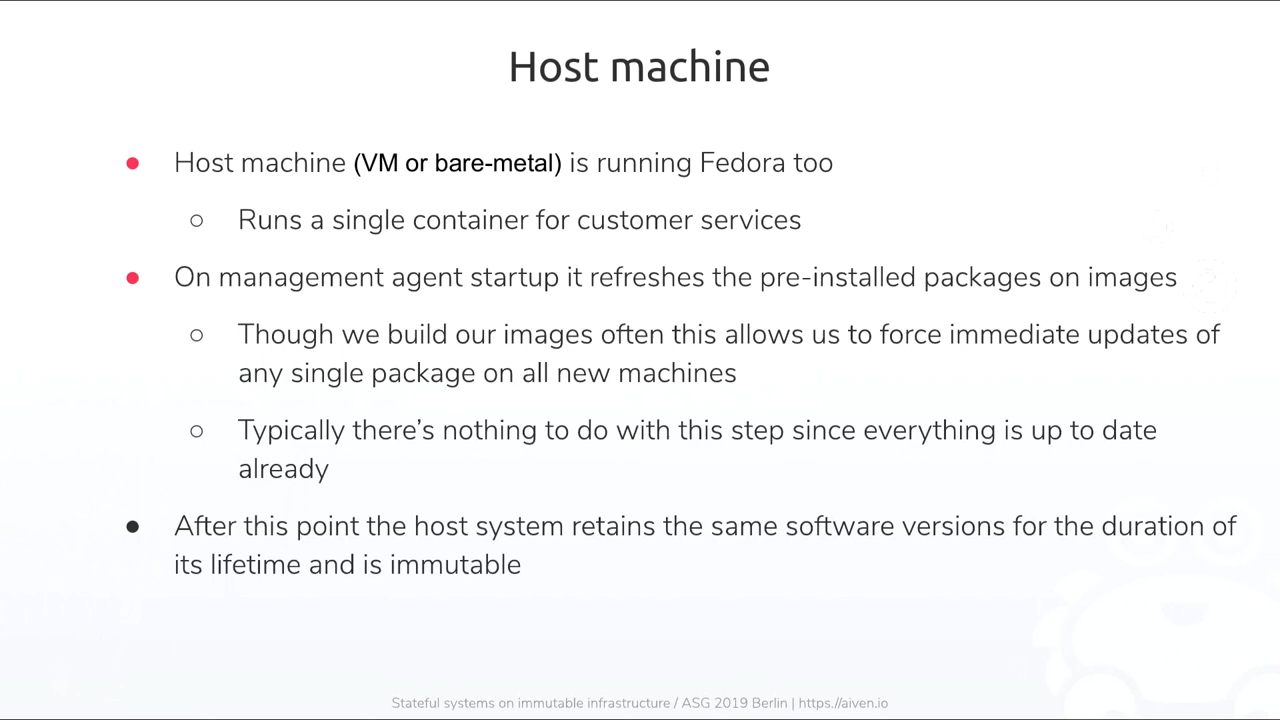 Host machine
● Host machine (VM or bare-metal) is running Fedora too
○ Runs a single container for customer services
● On management agent startup it refreshes the pre-installed packages on images
○ Though we build our images often this allows us to force immediate updates of
any single package on all new machines
○ Typically there’s nothing to do with this step since everything is up to date
already
● After this point the host system retains the same software versions for the duration of
its lifetime and is immutable
Stateful systems on immutable infrastructure / ASG 2019 Berlin | https://aiven.io